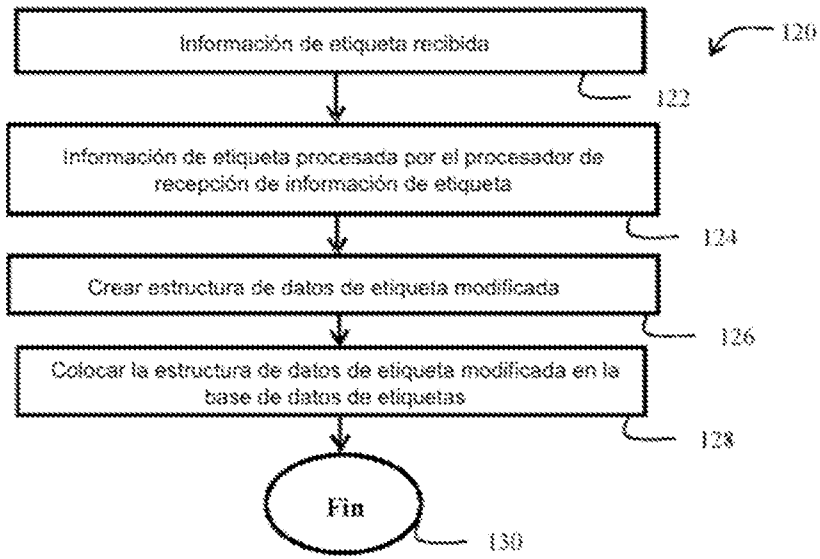 Información de etiqueta recibida
120
122
Información de etiqueta procesada por el procesador de
recepción de información de etiqueta
124
Crear estructura de datos de etiqueta modificada
126
Colocar la estructura de datos de etiqueta modificada en la
base de datos de etiquetas
128
Fin
130